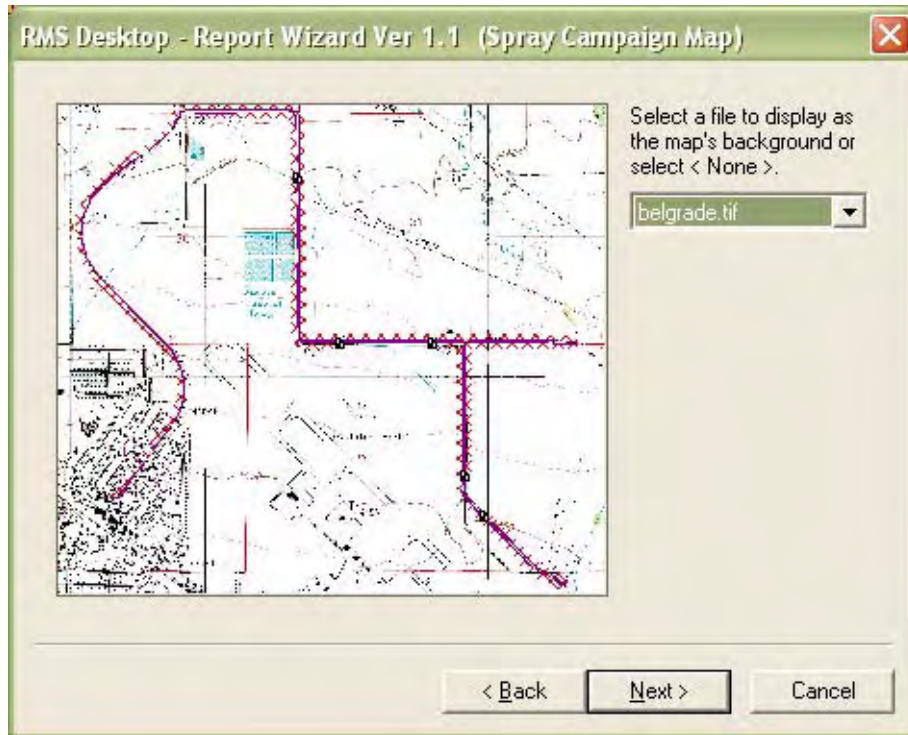 RMS Desktop - Report Wizard Ver 1.1 (Spray Campaign Map)
Select a file to display as
the map's background or
select < None >.
belgrade.tif
< Back
Next >
Cancel